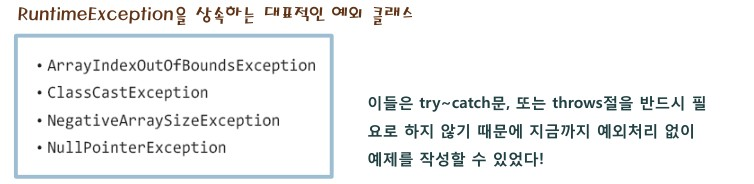 RuntimeException을 상속하는 대표적인 예외 클래스
• ArrayIndexOutOfBoundsException
• ClassCastException
• NegativeArraySizeException
• NullPointerException
이들은 try~catch문, 또는 throws절을 반드시 필
요로 하지 않기 때문에 지금까지 예외처리 없이
예제를 작성할 수 있었다!